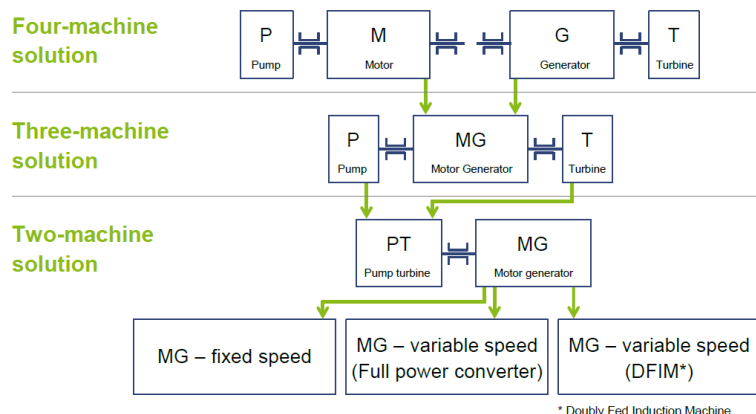 Four-machine
solution
P
Pump
M
Motor
G
Generator
T
Turbine
Three-machine
solution
P
Pump
MG
Motor Generator
T
Turbine
Two-machine
solution
PT
Pump turbine
MG
Motor generator
MG – fixed speed
MG – variable speed
(Full power converter)
MG – variable speed
(DFIM*)
* Doubly Fed Induction Machine